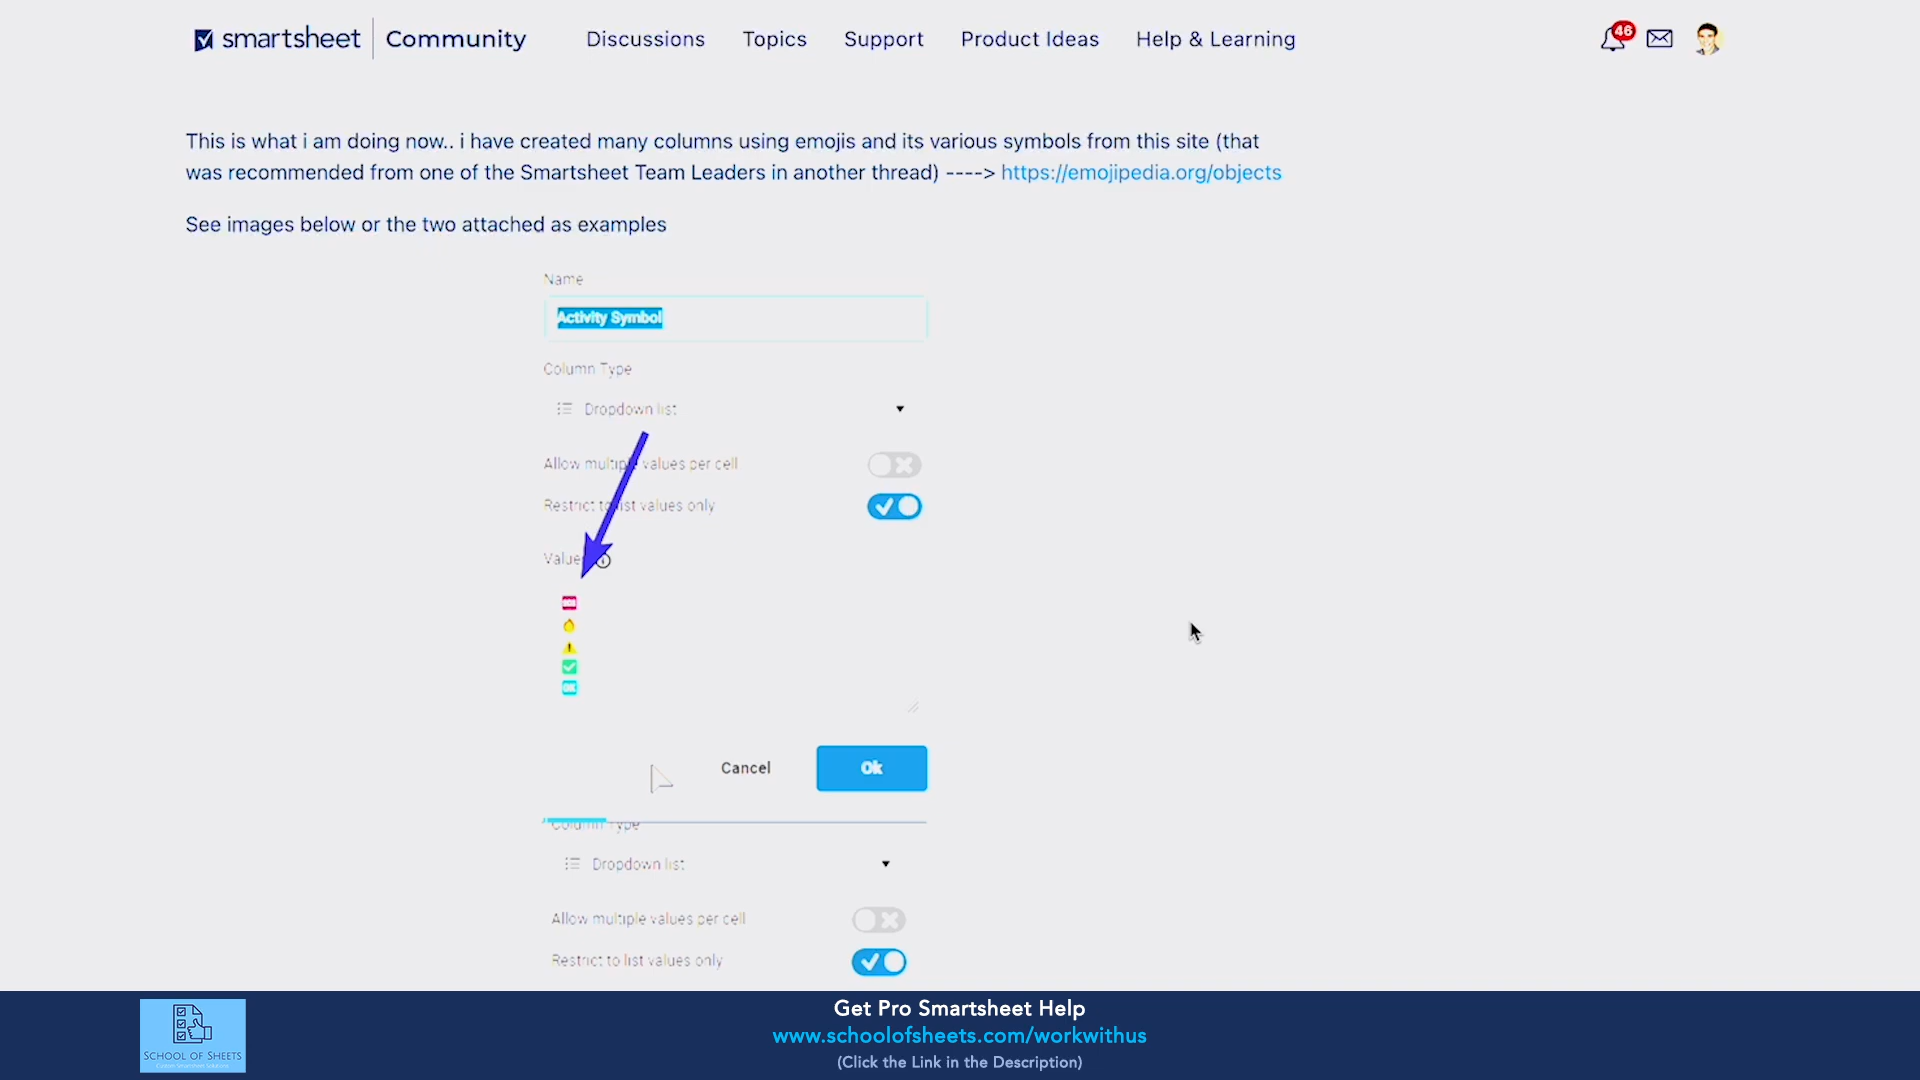 smartsheet Community Discussions Topics Support Product Ideas Help & Learning 46
This is what i am doing now.. i have created many columns using emojis and its various symbols from this site (that
was recommended from one of the Smartsheet Team Leaders in another thread) ----> https://emojipedia.org/objects
See images below or the two attached as examples
Name
Activity Symbol
Column Type
Dropdown list
Allow multiple values per cell
Restrict to list values only
Value
Cancel Ok
Column Type
Dropdown list
Allow multiple values per cell
Restrict to list values only
SCHOOL OF SHEETS
Get Pro Smartsheet Help
www.schoolofsheets.com/workwithus
(Click the Link in the Description)